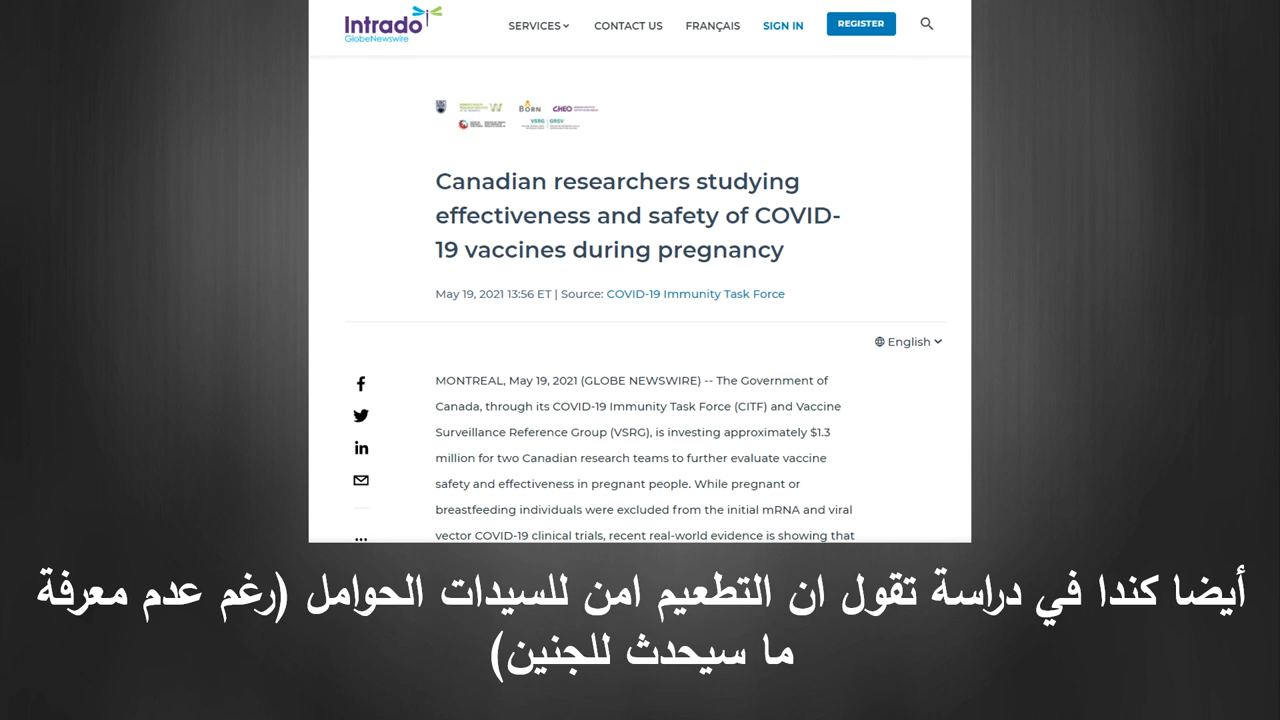 Intrado
GlobeNewswire
SERVICES
CONTACT US
FRANÇAIS
SIGN IN
REGISTER
BORN
CHEO
VSRG | GRSV
Canadian researchers studying
effectiveness and safety of COVID-
19 vaccines during pregnancy
May 19, 2021 13:56 ET | Source: COVID-19 Immunity Task Force
English
MONTREAL, May 19, 2021 (GLOBE NEWSWIRE) -- The Government of
Canada, through its COVID-19 Immunity Task Force (CITF) and Vaccine
Surveillance Reference Group (VSRG), is investing approximately $1.3
million for two Canadian research teams to further evaluate vaccine
safety and effectiveness in pregnant people. While pregnant or
breastfeeding individuals were excluded from the initial mRNA and viral
vector COVID-19 clinical trials, recent real-world evidence is showing that
أيضا كندا في دراسة تقول ان التطعيم امن للسيدات الحوامل (رغم عدم معرفة
ما سيحدث للجنين)